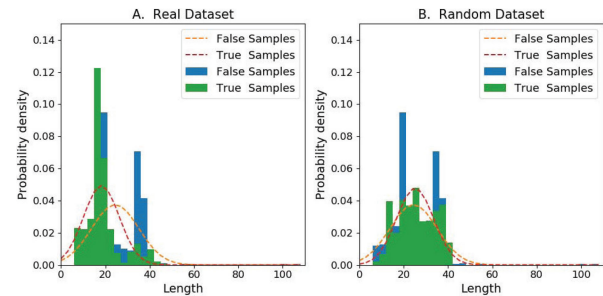 A. Real Dataset
Probability density
0.14
0.12
0.10
0.08
0.06
0.04
0.02
0.00
False Samples
True Samples
False Samples
True Samples
0 20 40 60 80 100
Length
B. Random Dataset
Probability density
0.14
0.12
0.10
0.08
0.06
0.04
0.02
0.00
False Samples
True Samples
False Samples
True Samples
0 20 40 60 80 100
Length